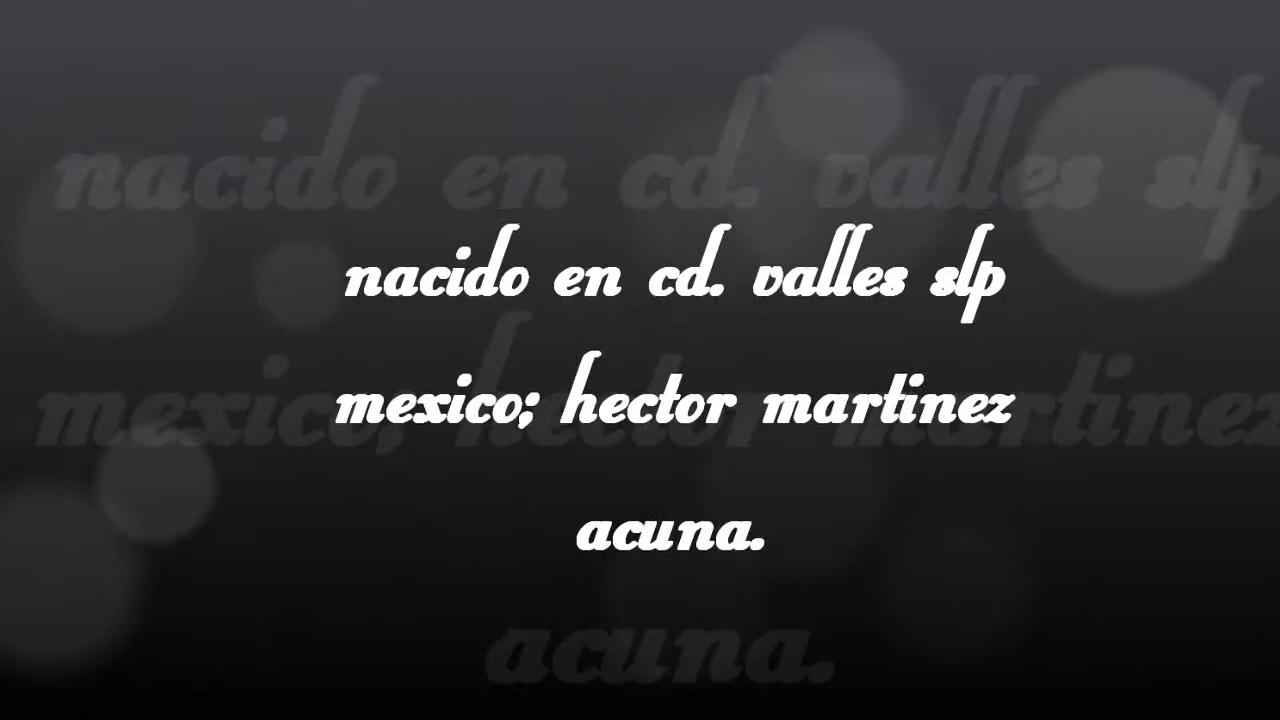 nacido en cd. valles slp
mexico; hector martinez
acuna.